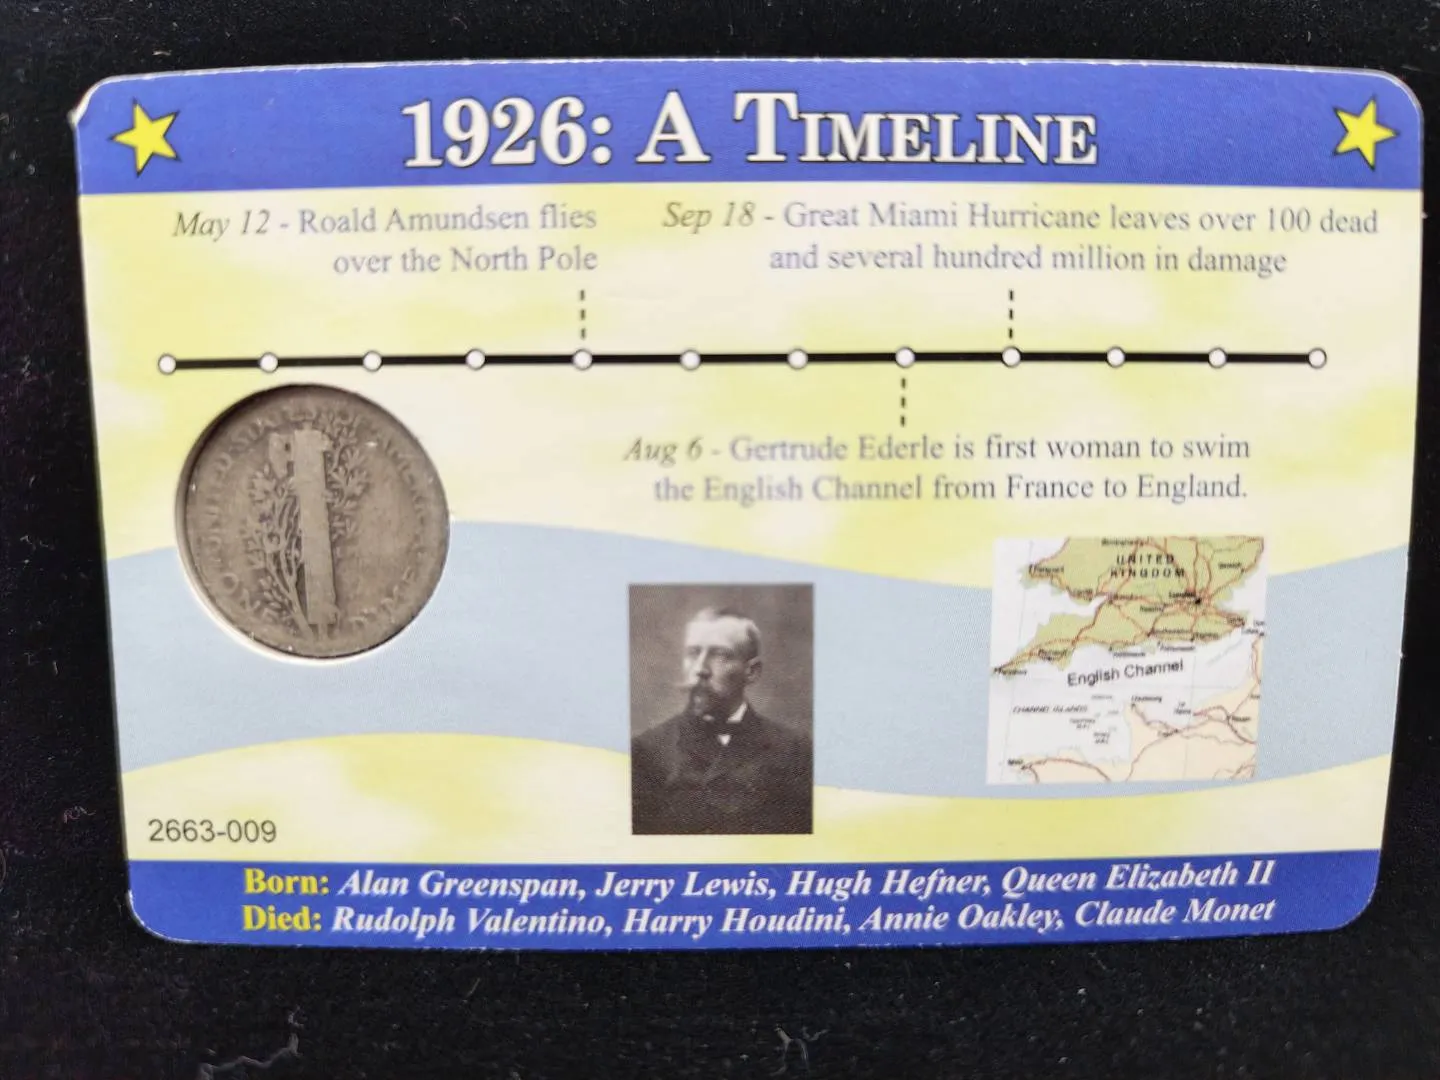 1926: A TIMELINE
May 12 - Roald Amundsen flies
over the North Pole
Sep 18 - Great Miami Hurricane leaves over 100 dead
and several hundred million in damage
Aug 6 - Gertrude Ederle is first woman to swim
the English Channel from France to England.
UNITED
KINGDOM
English Channel
CHANNEL ISLANDS
2663-009
Born: Alan Greenspan, Jerry Lewis, Hugh Hefner, Queen Elizabeth II
Died: Rudolph Valentino, Harry Houdini, Annie Oakley, Claude Monet